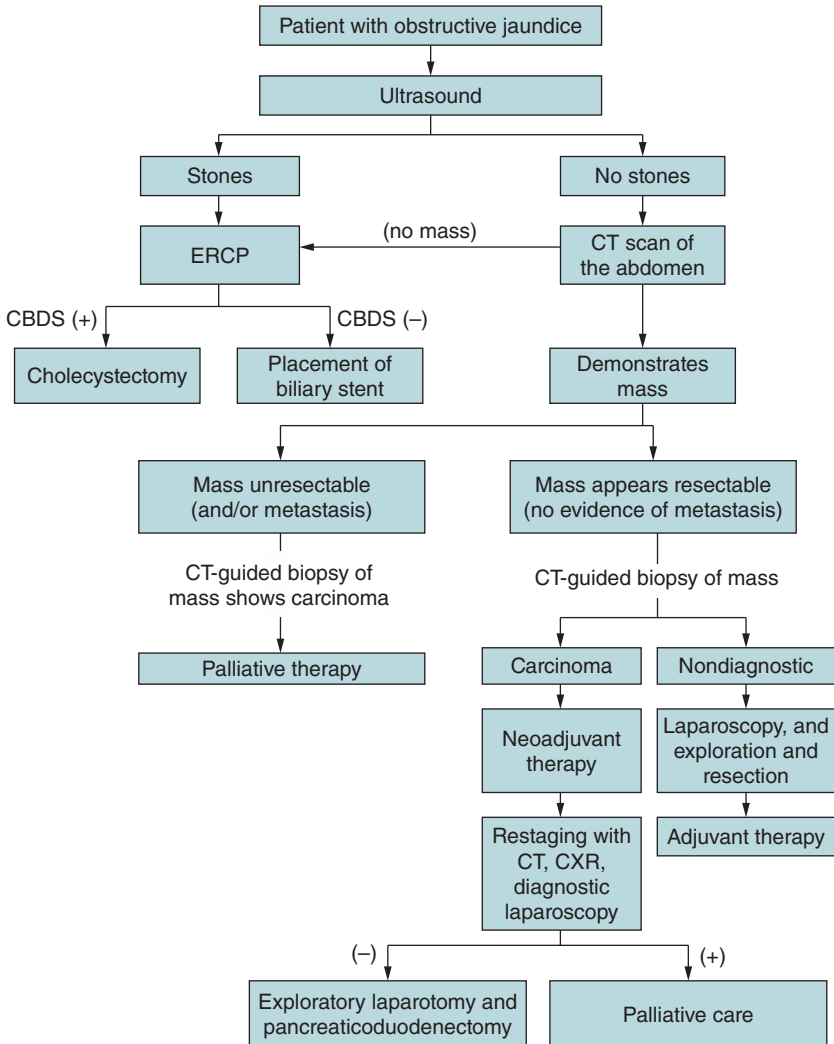 Patient with obstructive jaundice
Ultrasound
Stones
No stones
(no mass)
ERCP
CT scan of
the abdomen
CBDS (+)
CBDS (–)
Cholecystectomy
Placement of
biliary stent
Demonstrates
mass
Mass unresectable
(and/or metastasis)
Mass appears resectable
(no evidence of metastasis)
CT-guided biopsy of
mass shows carcinoma
CT-guided biopsy of mass
Palliative therapy
Carcinoma
Nondiagnostic
Neoadjuvant
therapy
Laparoscopy, and
exploration and
resection
Restaging with
CT, CXR,
diagnostic
laparoscopy
Adjuvant therapy
(–)
(+)
Exploratory laparotomy and
pancreaticoduodenectomy
Palliative care